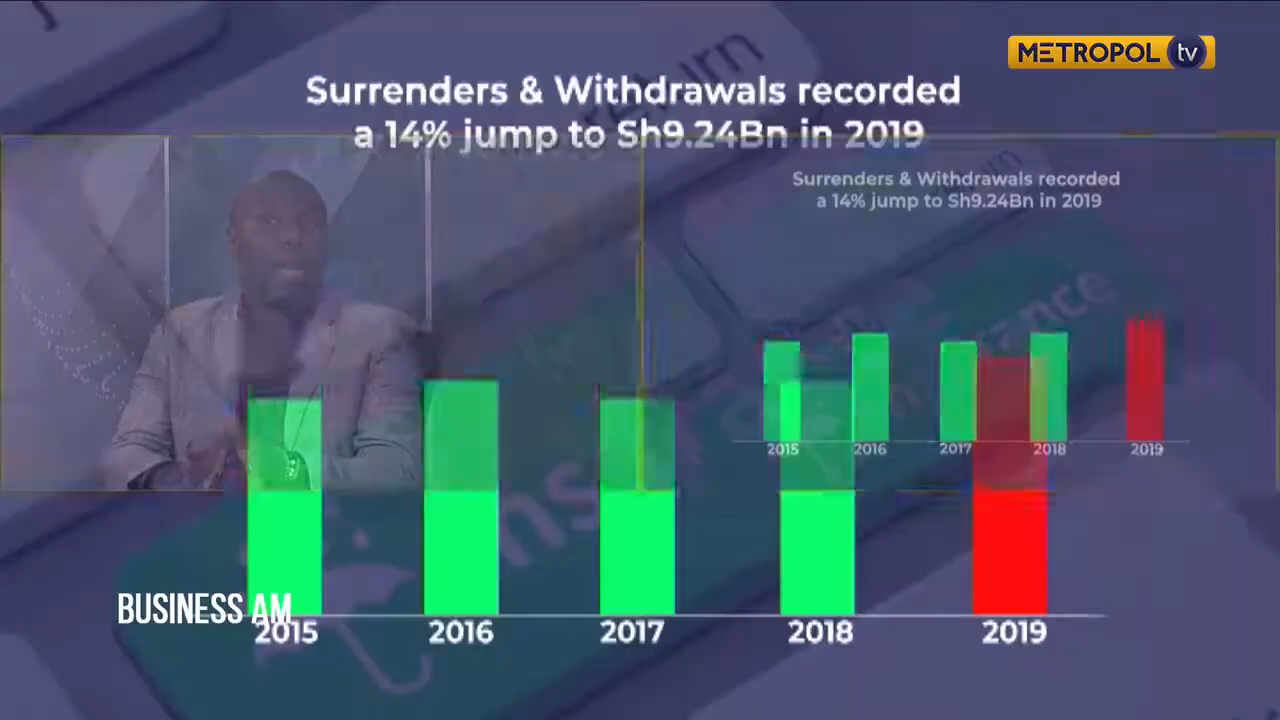 METROPOL tv
Surrenders & Withdrawals recorded
a 14% jump to Sh9.24Bn in 2019
Surrenders & Withdrawals recorded
a 14% jump to Sh9.24Bn in 2019
2015 2016 2017 2018 2019
BUSINESS AM
2015 2016 2017 2018 2019